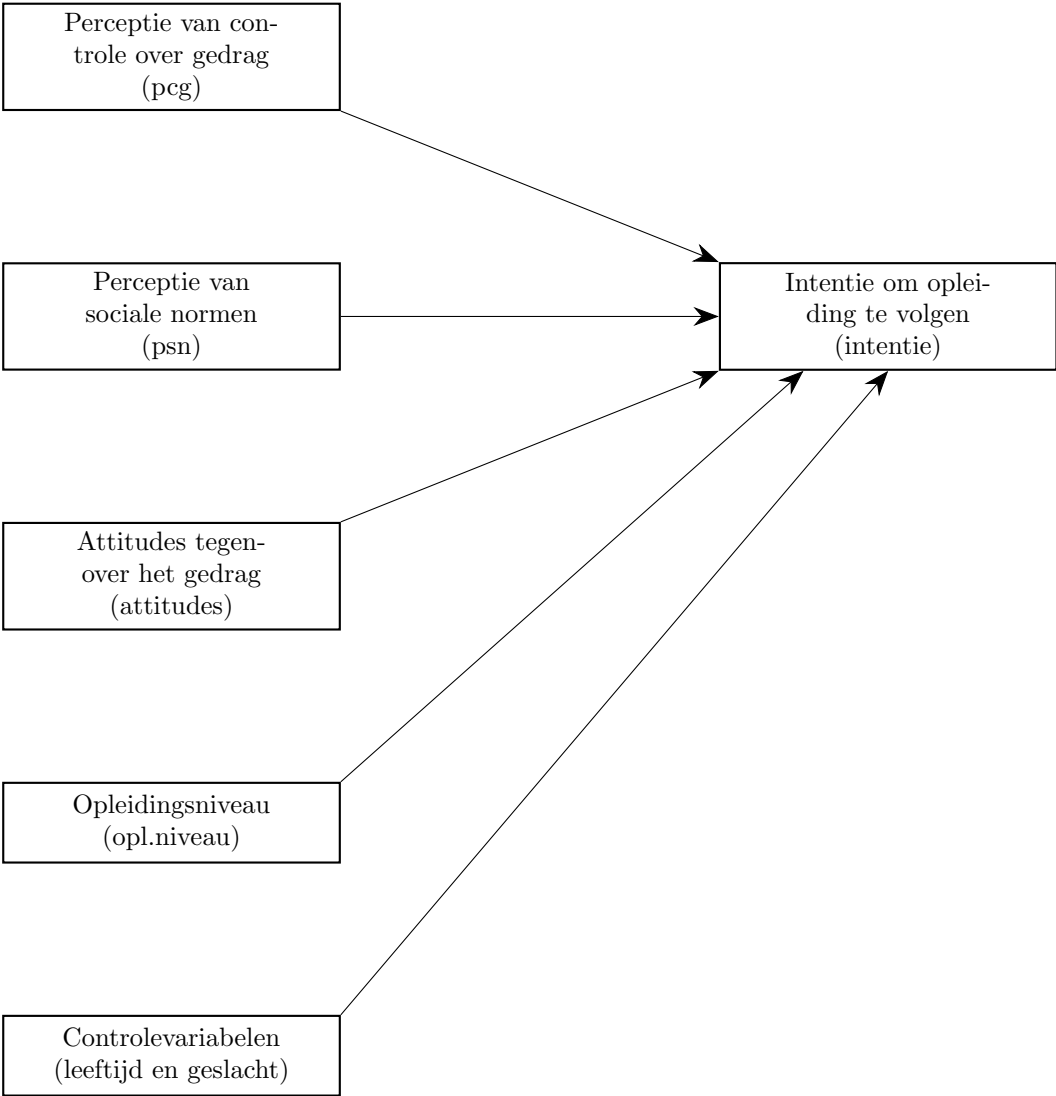 Perceptie van con-
trole over gedrag
(pcg)
Perceptie van
sociale normen
(psn)
Intentie om oplei-
ding te volgen
(intentie)
Attitudes tegen-
over het gedrag
(attitudes)
Opleidingsniveau
(opl.niveau)
Controlevariabelen
(leeftijd en geslacht)